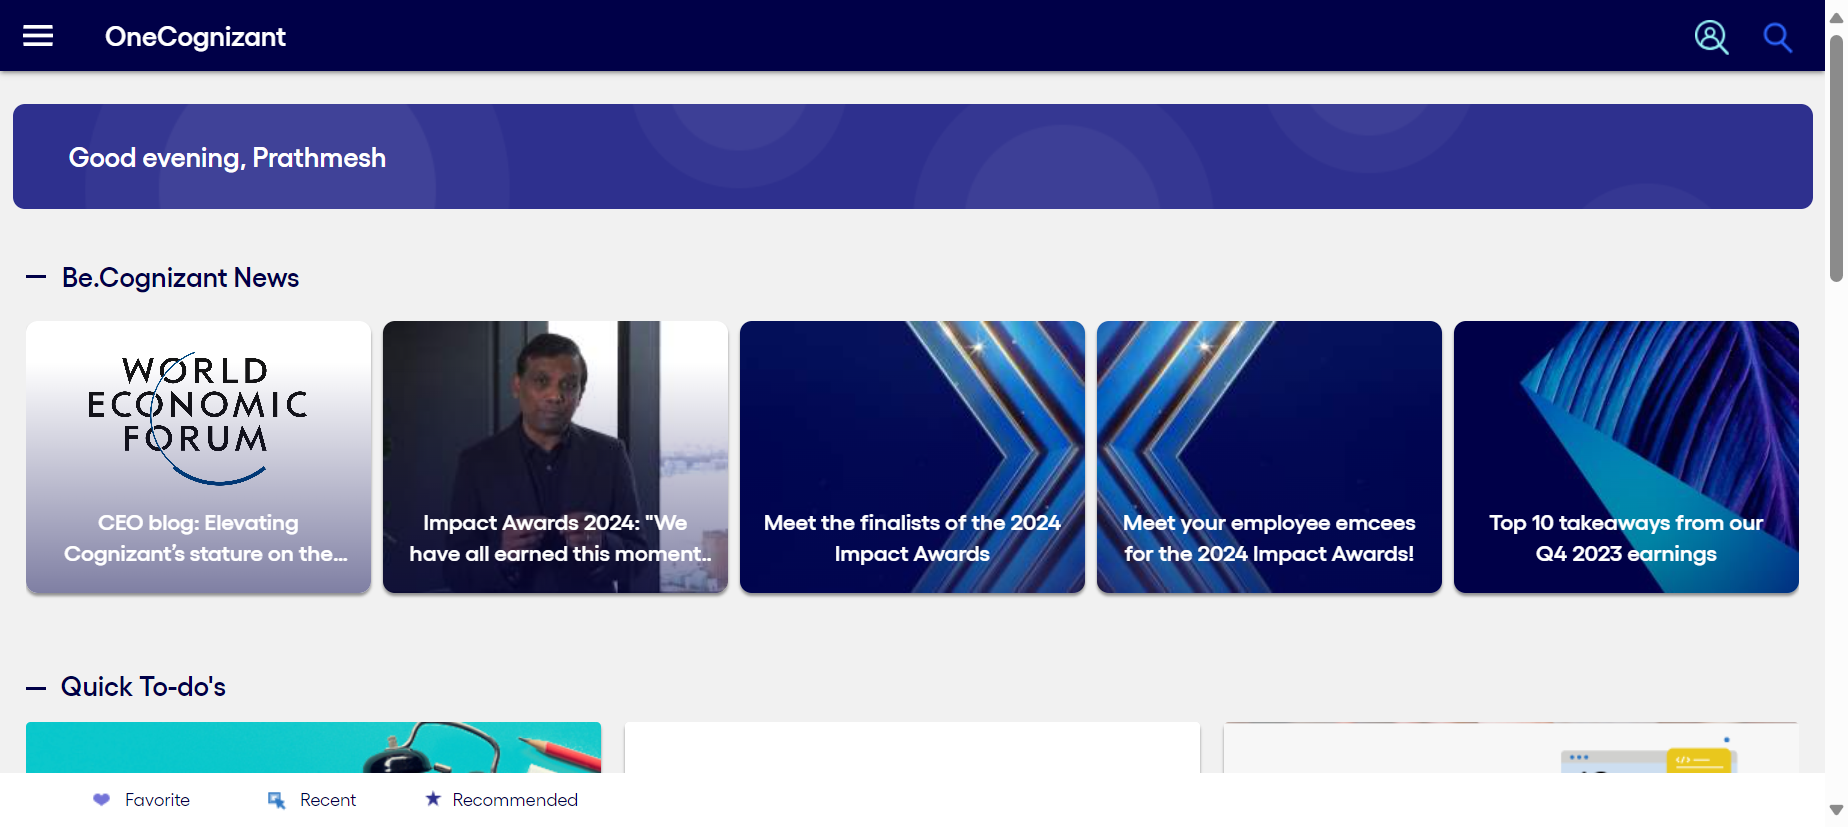 OneCognizant
Good evening, Prathmesh
Be.Cognizant News
WORLD
ECONOMIC
FORUM
CEO blog: Elevating
Cognizant’s stature on the...
Impact Awards 2024: "We
have all earned this moment..
Meet the finalists of the 2024
Impact Awards
Meet your employee emcees
for the 2024 Impact Awards!
Top 10 takeaways from our
Q4 2023 earnings
Quick To-do's
</>
Favorite
Recent
Recommended